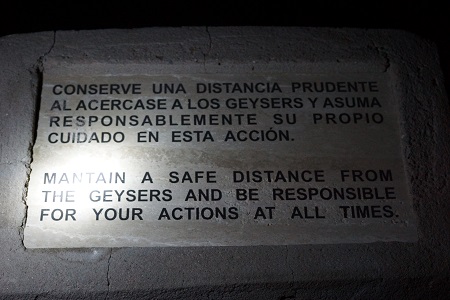 CONSERVE UNA DISTANCIA PRUDENTE
AL ACERCASE A LOS GEYSERS Y ASUMA
RESPONSABLEMENTE SU PROPIO
CUIDADO EN ESTA ACCIÓN.
MANTAIN A SAFE DISTANCE FROM
THE GEYSERS AND BE RESPONSIBLE
FOR YOUR ACTIONS AT ALL TIMES.